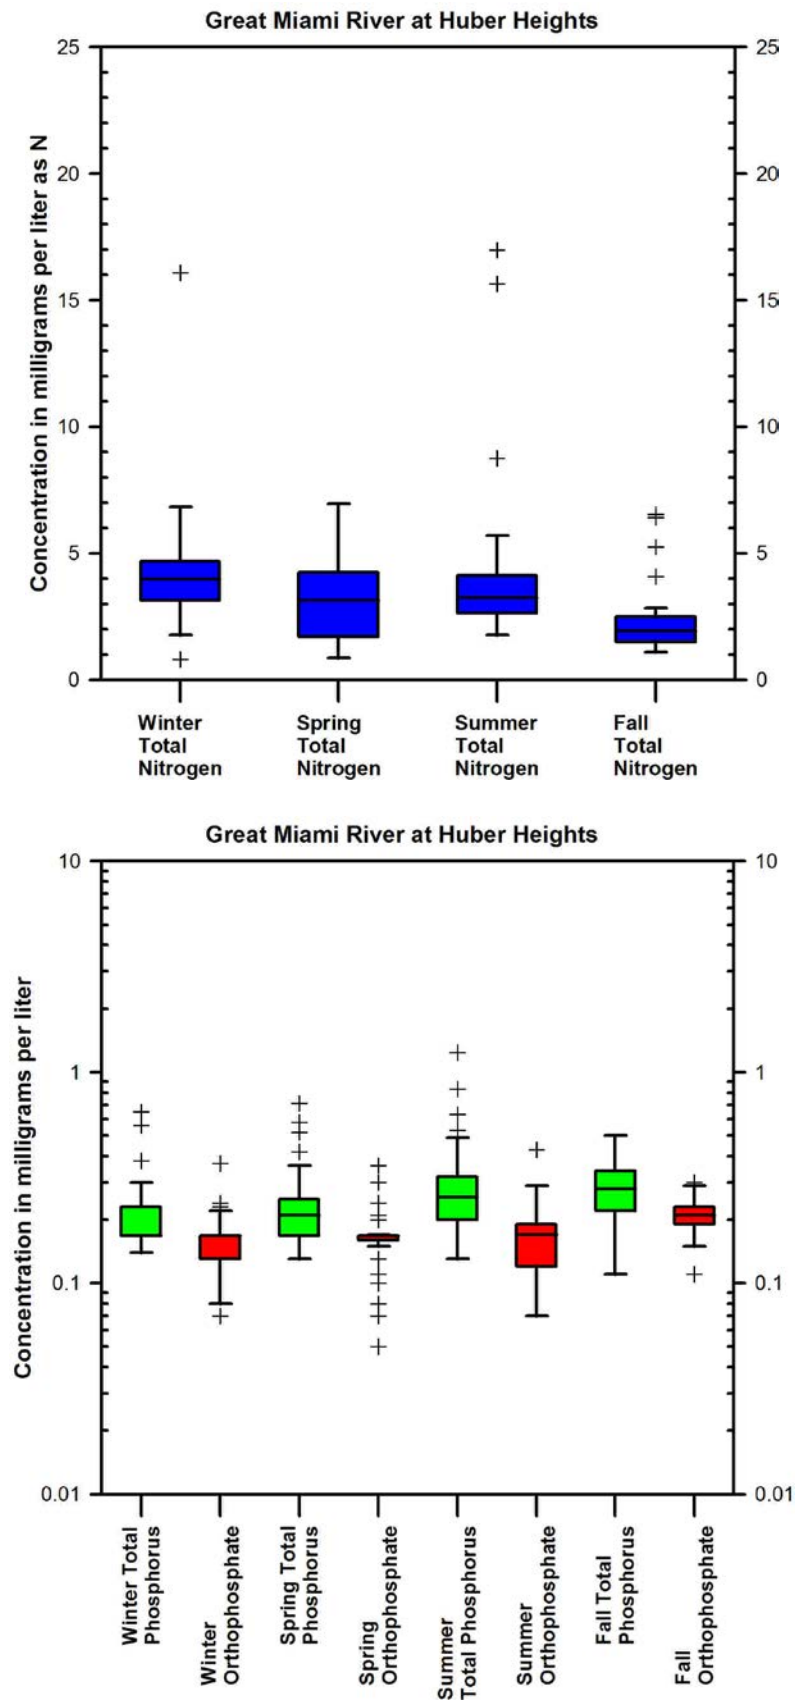 Great Miami River at Huber Heights
Concentration in milligrams per liter as N
25
20
15
10
5
0
25
20
15
10
5
0
Winter
Total
Nitrogen
Spring
Total
Nitrogen
Summer
Total
Nitrogen
Fall
Total
Nitrogen
Great Miami River at Huber Heights
Concentration in milligrams per liter
10
1
0.1
0.01
10
1
0.1
0.01
Winter Total
Phosphorus
Winter
Orthophosphate
Spring Total
Phosphorus
Spring
Orthophosphate
Summer
Total Phosphorus
Summer
Orthophosphate
Fall Total
Phosphorus
Fall
Orthophosphate